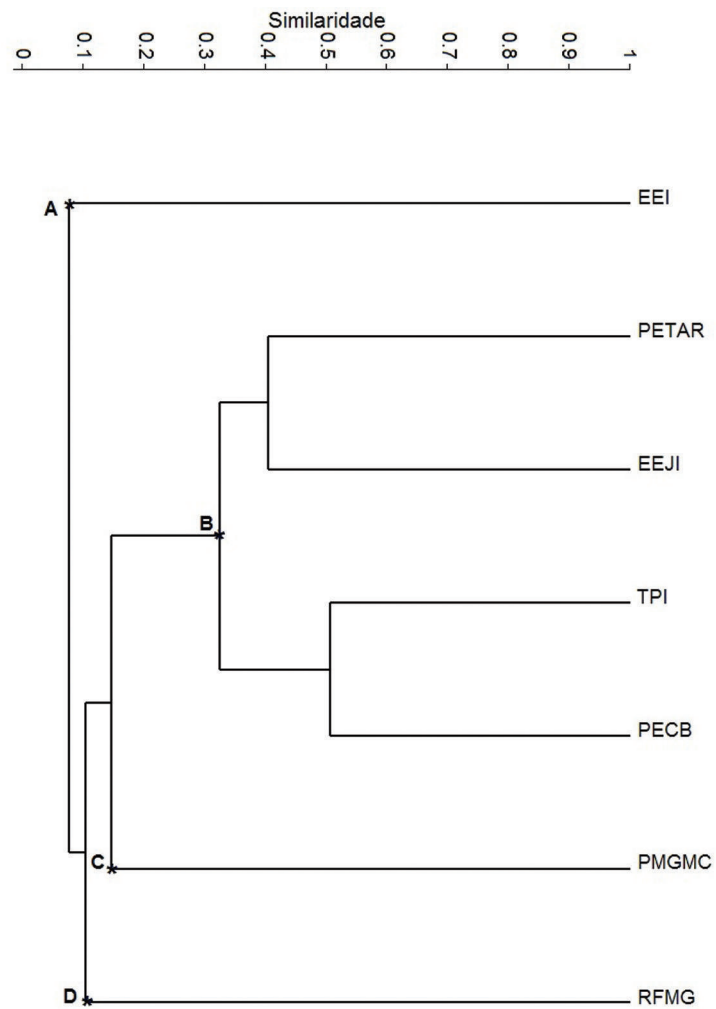 Similaridade
0 0.1 0.2 0.3 0.4 0.5 0.6 0.7 0.8 0.9 1
EEI
A *
PETAR
EEJI
B *
TPI
PECB
C *
PMGMC
D *
RFMG